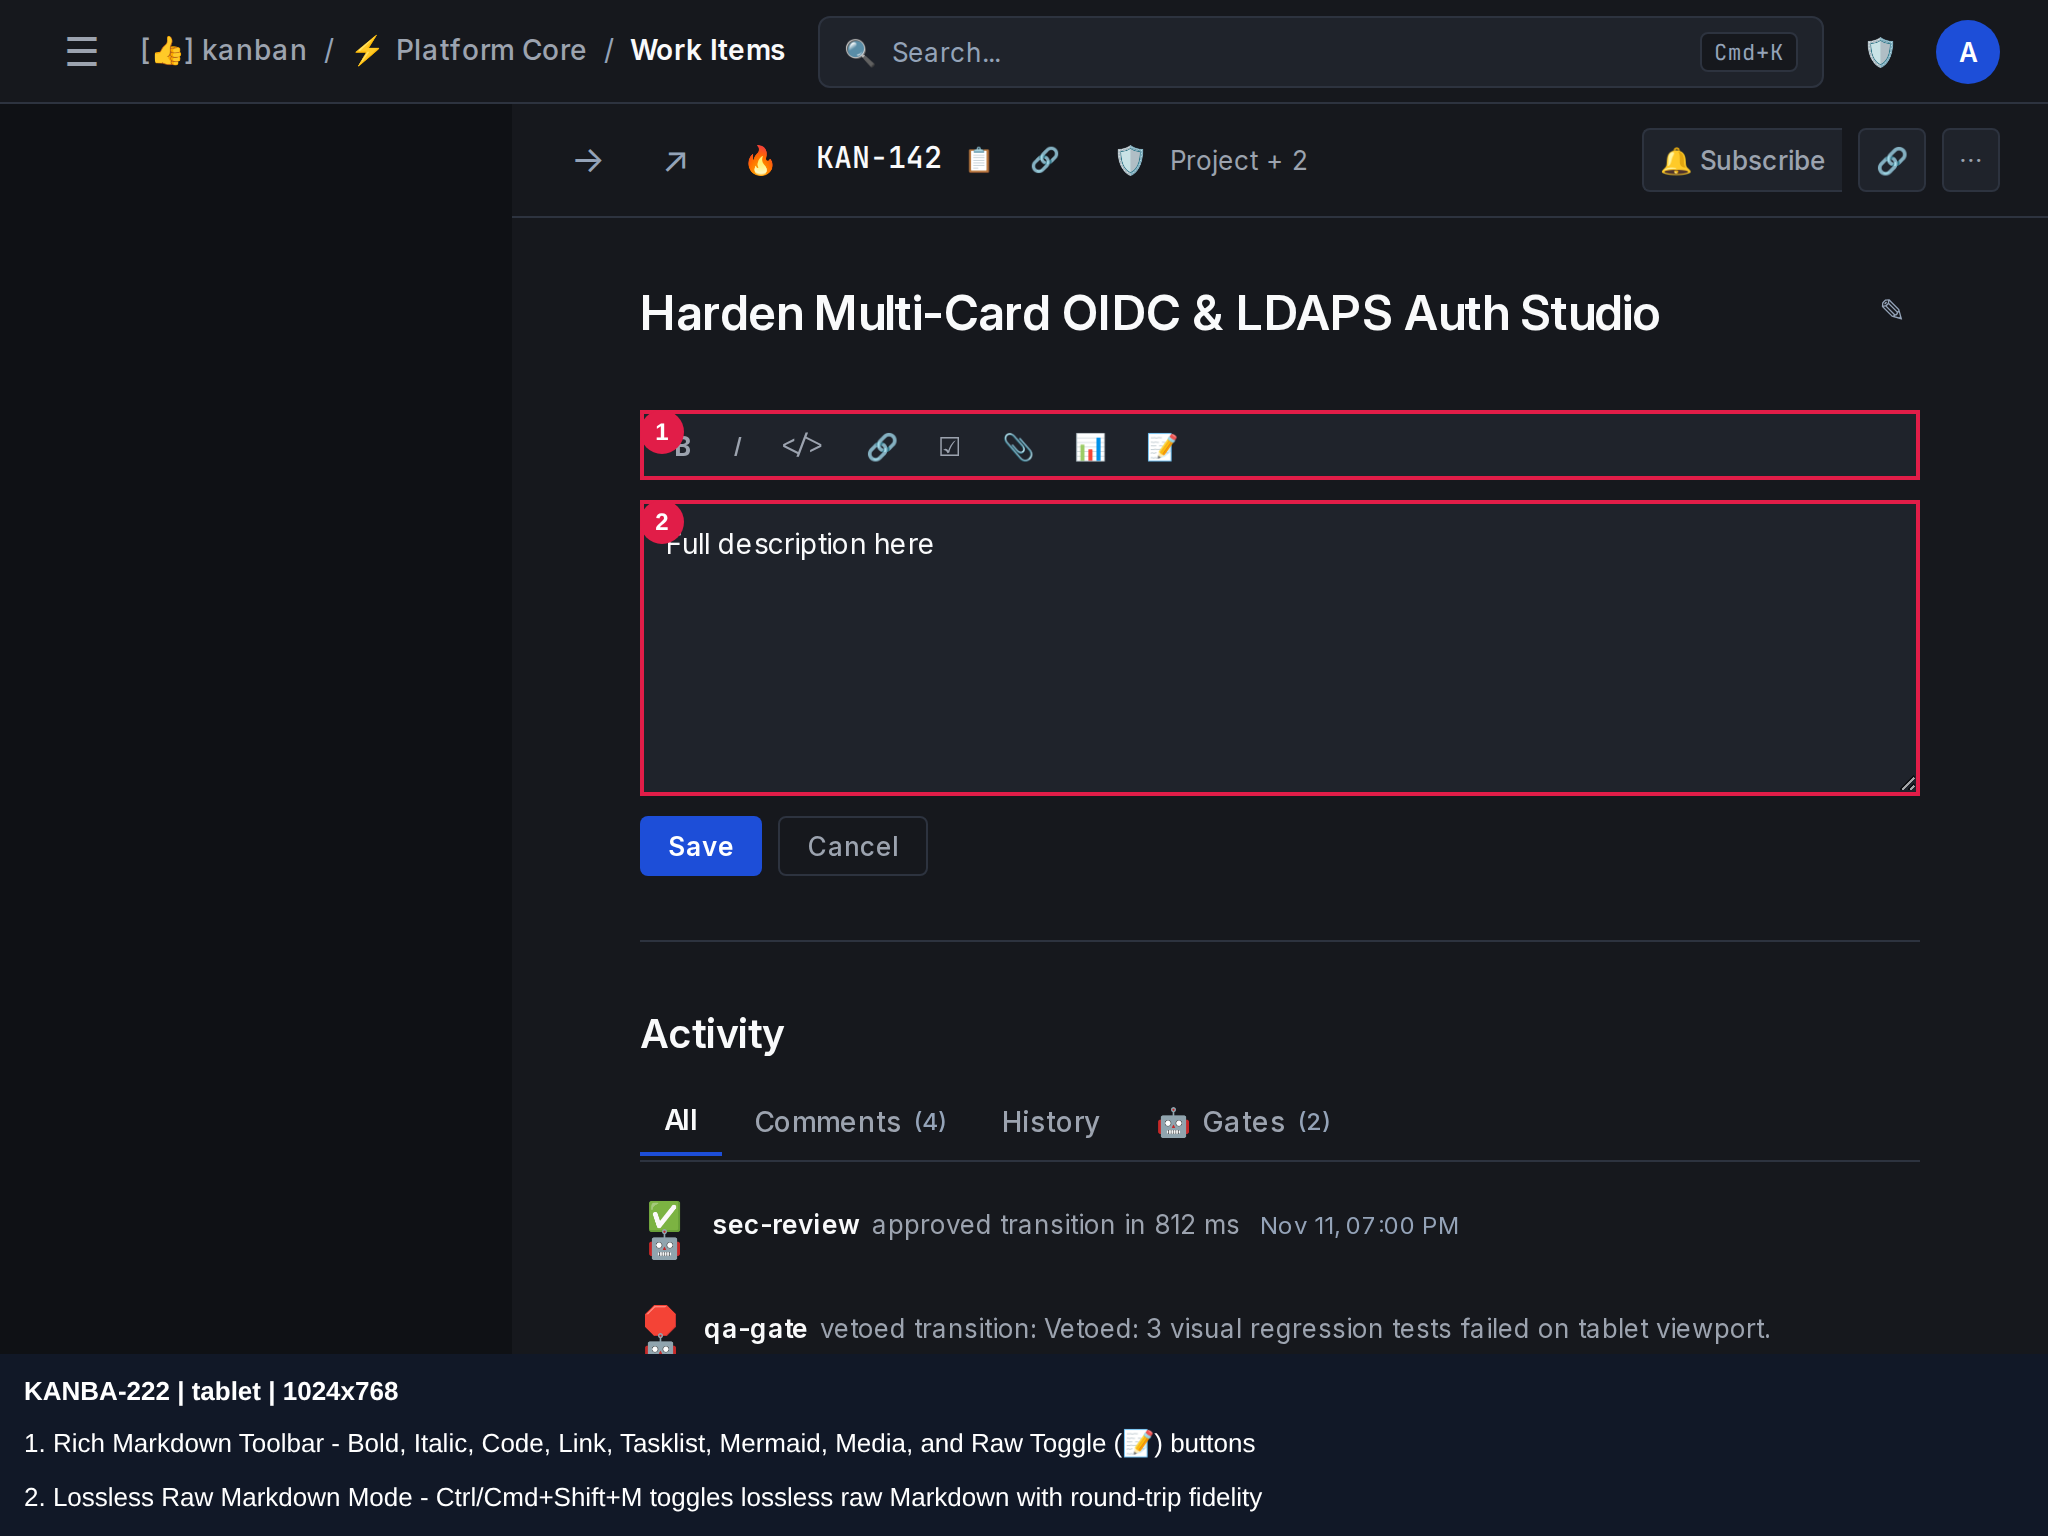 ☰ [👍] kanban / ⚡ Platform Core / Work Items
🔍 Search... Cmd+K 🛡️ A
→ ↗ 🔥 KAN-142 📋 🔗 🛡️ Project + 2
🔔 Subscribe 🔗 ...
Harden Multi-Card OIDC & LDAPS Auth Studio ✎
1 B I </> 🔗 ☑ 📎 📊 📝
2
Full description here
Save Cancel
Activity
All Comments (4) History 🤖 Gates (2)
✅🤖 sec-review approved transition in 812 ms Nov 11, 07:00 PM
🛑🤖 qa-gate vetoed transition: Vetoed: 3 visual regression tests failed on tablet viewport.
KANBA-222 | tablet | 1024x768
1. Rich Markdown Toolbar - Bold, Italic, Code, Link, Tasklist, Mermaid, Media, and Raw Toggle (📝) buttons
2. Lossless Raw Markdown Mode - Ctrl/Cmd+Shift+M toggles lossless raw Markdown with round-trip fidelity